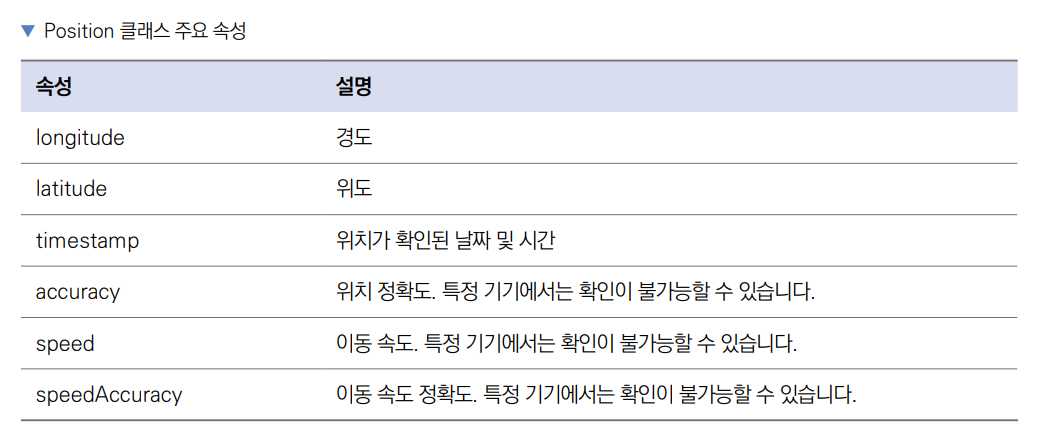 ▼ Position 클래스 주요 속성
속성 설명
longitude 경도
latitude 위도
timestamp 위치가 확인된 날짜 및 시간
accuracy 위치 정확도. 특정 기기에서는 확인이 불가능할 수 있습니다.
speed 이동 속도. 특정 기기에서는 확인이 불가능할 수 있습니다.
speedAccuracy 이동 속도 정확도. 특정 기기에서는 확인이 불가능할 수 있습니다.